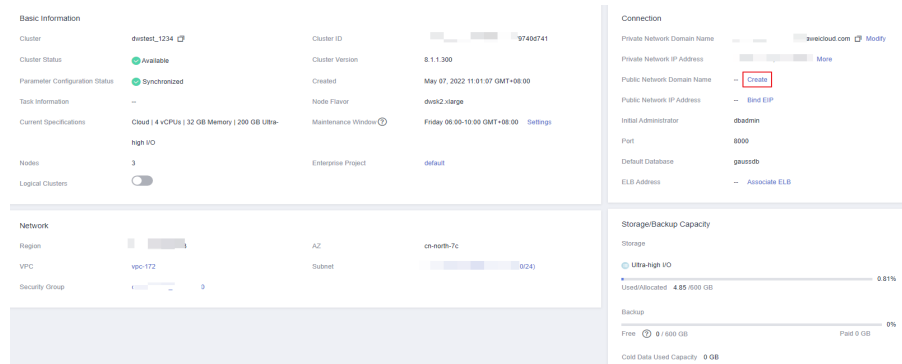 Basic Information
Cluster dwstest_1234 Cluster ID 9740d741
Cluster Status Available Cluster Version 8.1.1.300
Parameter Configuration Status Synchronized Created May 07, 2022 11:01:07 GMT+08:00
Task Information -- Node Flavor dwsk2.xlarge
Current Specifications Cloud | 4 vCPUs | 32 GB Memory | 200 GB Ultra- Maintenance Window ? Friday 06:00-10:00 GMT+08:00 Settings
high I/O
Nodes 3 Enterprise Project default
Logical Clusters
Network
Region AZ cn-north-7c
VPC vpc-172 Subnet 0/24)
Security Group
Connection
Private Network Domain Name aweicloud.com Modify
Private Network IP Address More
Public Network Domain Name -- Create
Public Network IP Address -- Bind EIP
Initial Administrator dbadmin
Port 8000
Default Database gaussdb
ELB Address -- Associate ELB
Storage/Backup Capacity
Storage
Ultra-high I/O
0.81%
Used/Allocated 4.85 /600 GB
Backup
0%
Free ? 0 / 600 GB Paid 0 GB
Cold Data Used Capacity 0 GB